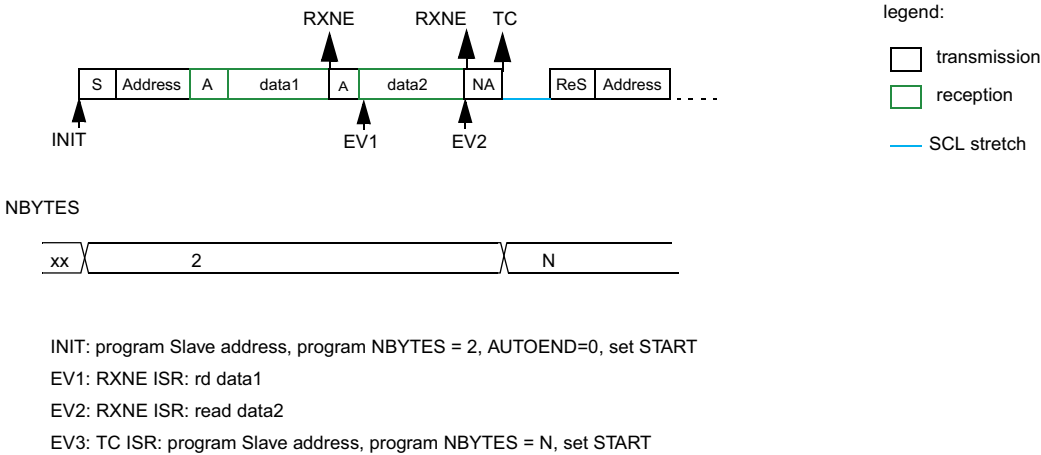 RXNE RXNE TC
legend:
transmission
reception
SCL stretch
S Address A data1 A data2 NA ReS Address
INIT EV1 EV2
NBYTES
xx 2 N
INIT: program Slave address, program NBYTES = 2, AUTOEND=0, set START
EV1: RXNE ISR: rd data1
EV2: RXNE ISR: read data2
EV3: TC ISR: program Slave address, program NBYTES = N, set START